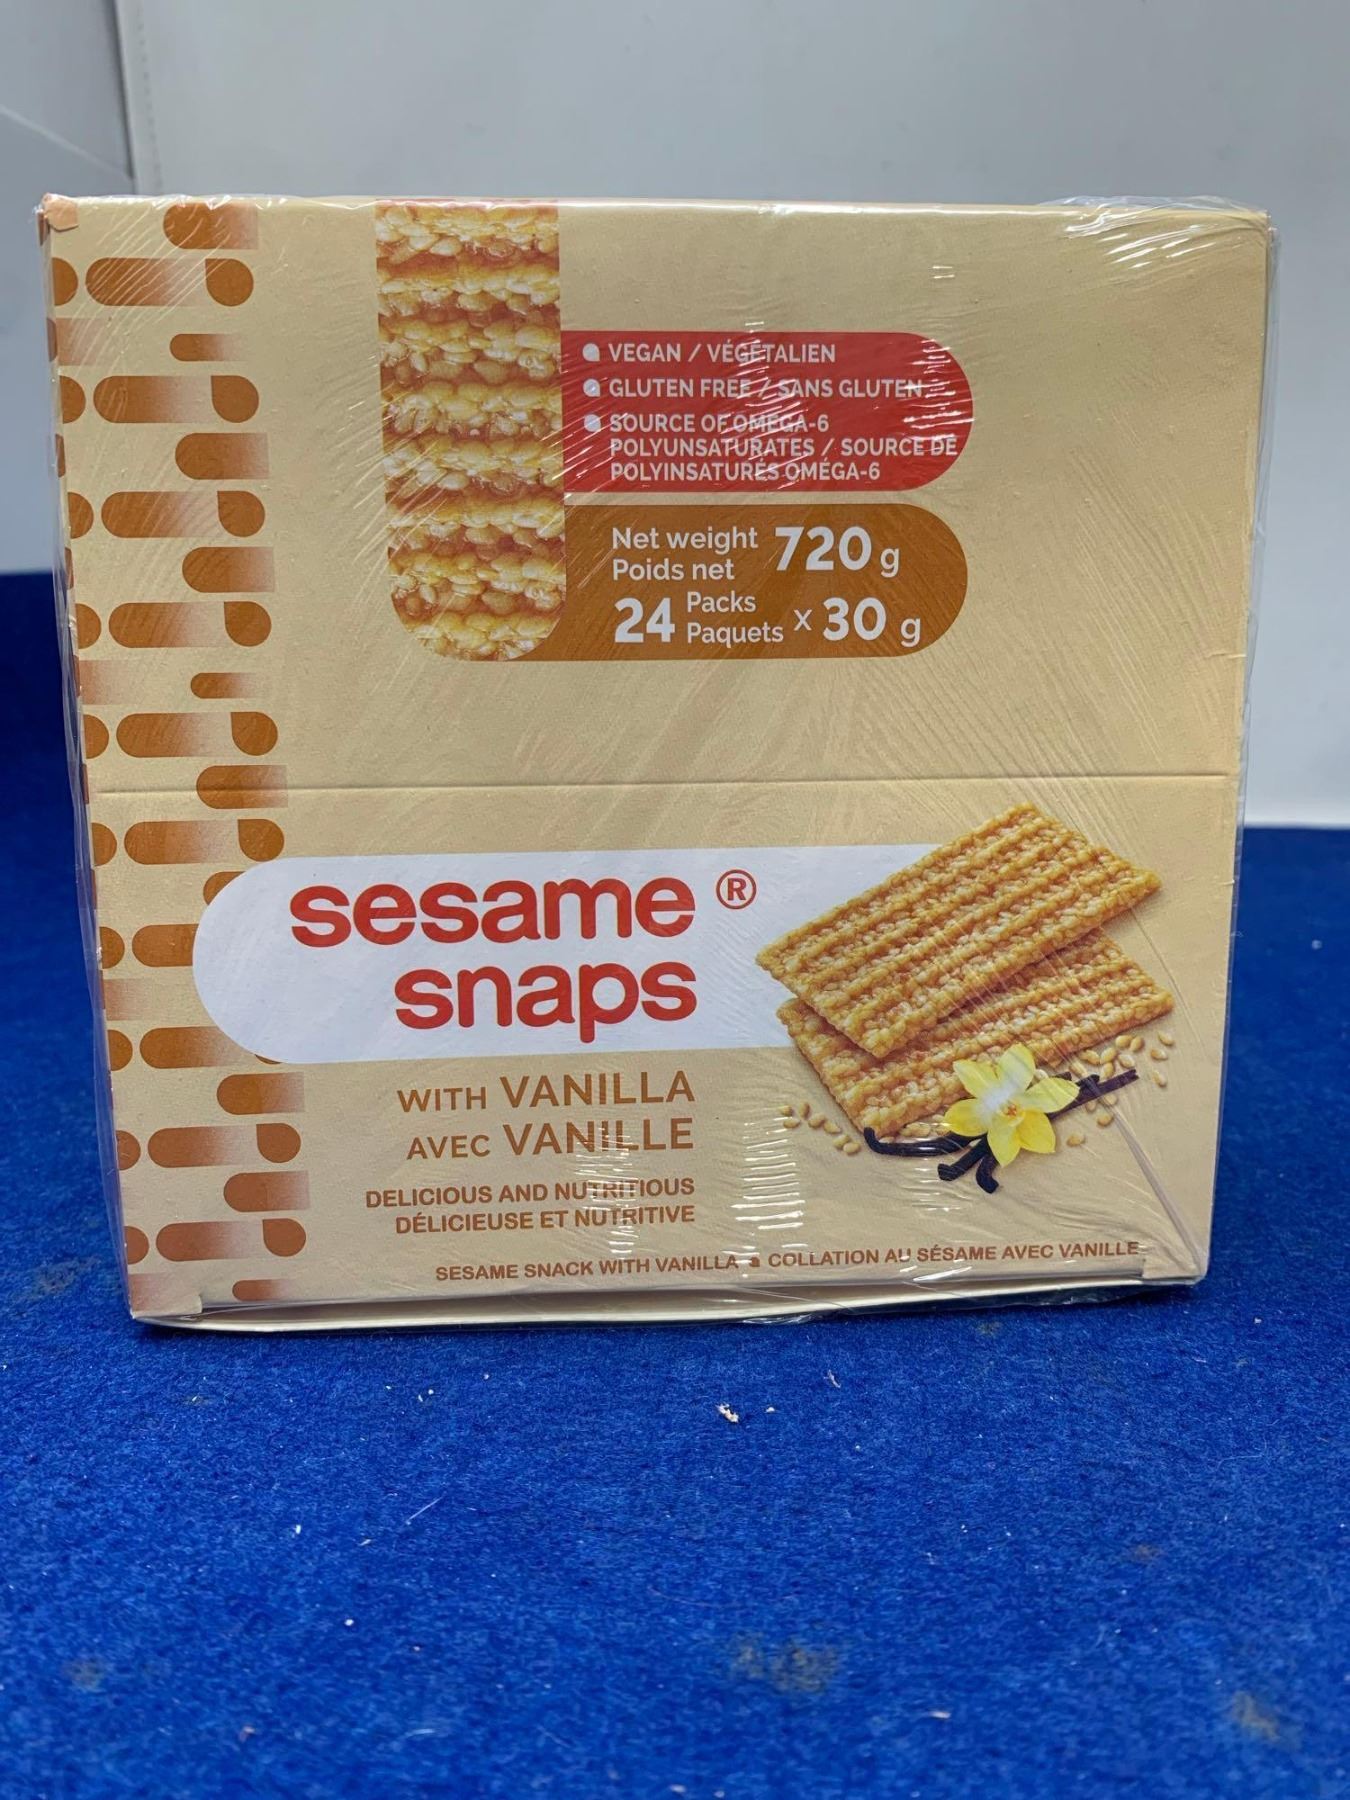 VEGAN / VÉGÉTALIEN
GLUTEN FREE / SANS GLUTEN
SOURCE OF OMEGA-6
POLYUNSATURATES / SOURCE DE
POLYINSATURÉS OMÉGA-6
Net weight 720 g
Poids net
24 Packs x 30 g
Paquets
sesame ®
snaps
WITH VANILLA
AVEC VANILLE
DELICIOUS AND NUTRITIOUS
DÉLICIEUSE ET NUTRITIVE
SESAME SNACK WITH VANILLA COLLATION AU SÉSAME AVEC VANILLE